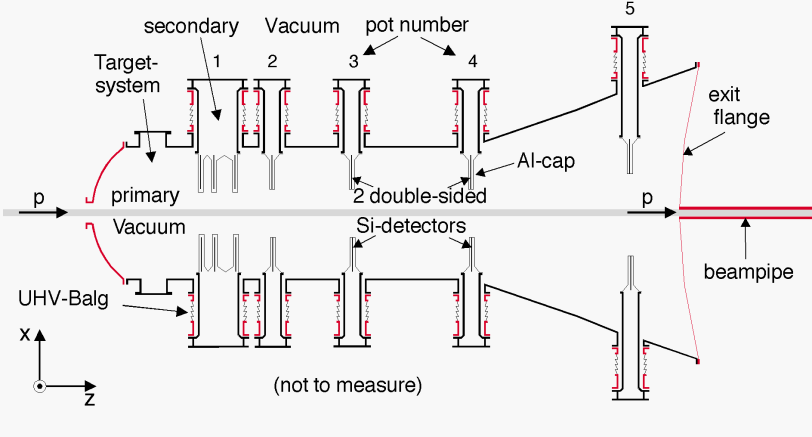 secondary Vacuum pot number 5
1 2 3 4
Target-
system
exit
flange
Al-cap
p primary 2 double-sided p
Vacuum Si-detectors
beampipe
UHV-Balg
x
z
(not to measure)